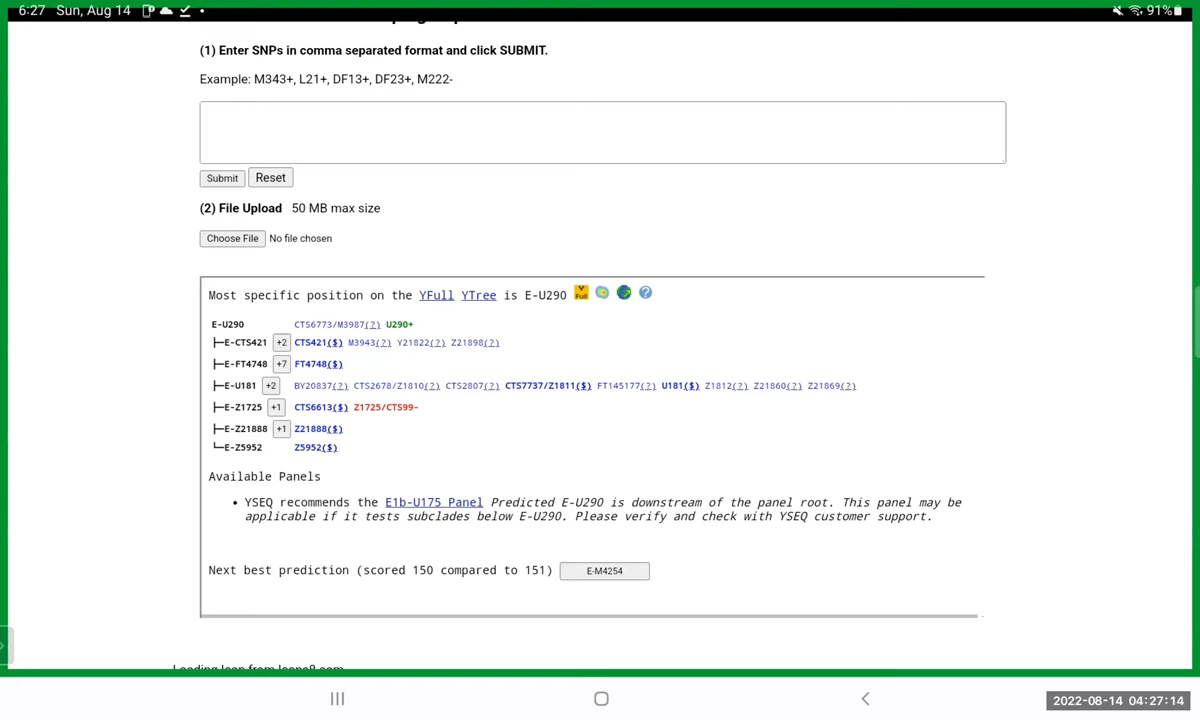 6:27 Sun, Aug 14 91%
(1) Enter SNPs in comma separated format and click SUBMIT.
Example: M343+, L21+, DF13+, DF23+, M222-
Submit Reset
(2) File Upload 50 MB max size
Choose File No file chosen
Most specific position on the YFull YTree is E-U290
E-U290 CTS6773/M3987(?) U290+
E-CTS421 +2 CTS421($) M3943(?) Y21822(?) Z21898(?)
E-FT4748 +7 FT4748($)
E-U181 +2 BY20837(?) CTS2678/Z1810(?) CTS2807(?) CTS7737/Z1811($) FT145177(?) U181($) Z1812(?) Z21860(?) Z21869(?)
E-Z1725 +1 CTS6613($) Z1725/CTS99-
E-Z21888 +1 Z21888($)
E-Z5952 Z5952($)
Available Panels
• YSEQ recommends the E1b-U175 Panel Predicted E-U290 is downstream of the panel root. This panel may be
applicable if it tests subclades below E-U290. Please verify and check with YSEQ customer support.
Next best prediction (scored 150 compared to 151) E-M4254
2022-08-14 04:27:14